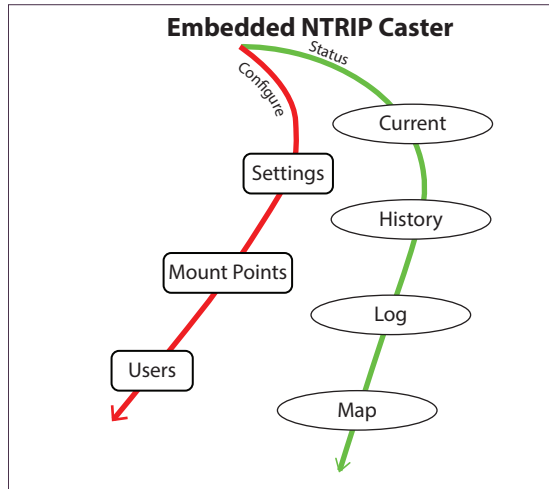 Embedded NTRIP Caster
Status
Configure
Current
Settings
History
Mount Points
Log
Users
Map